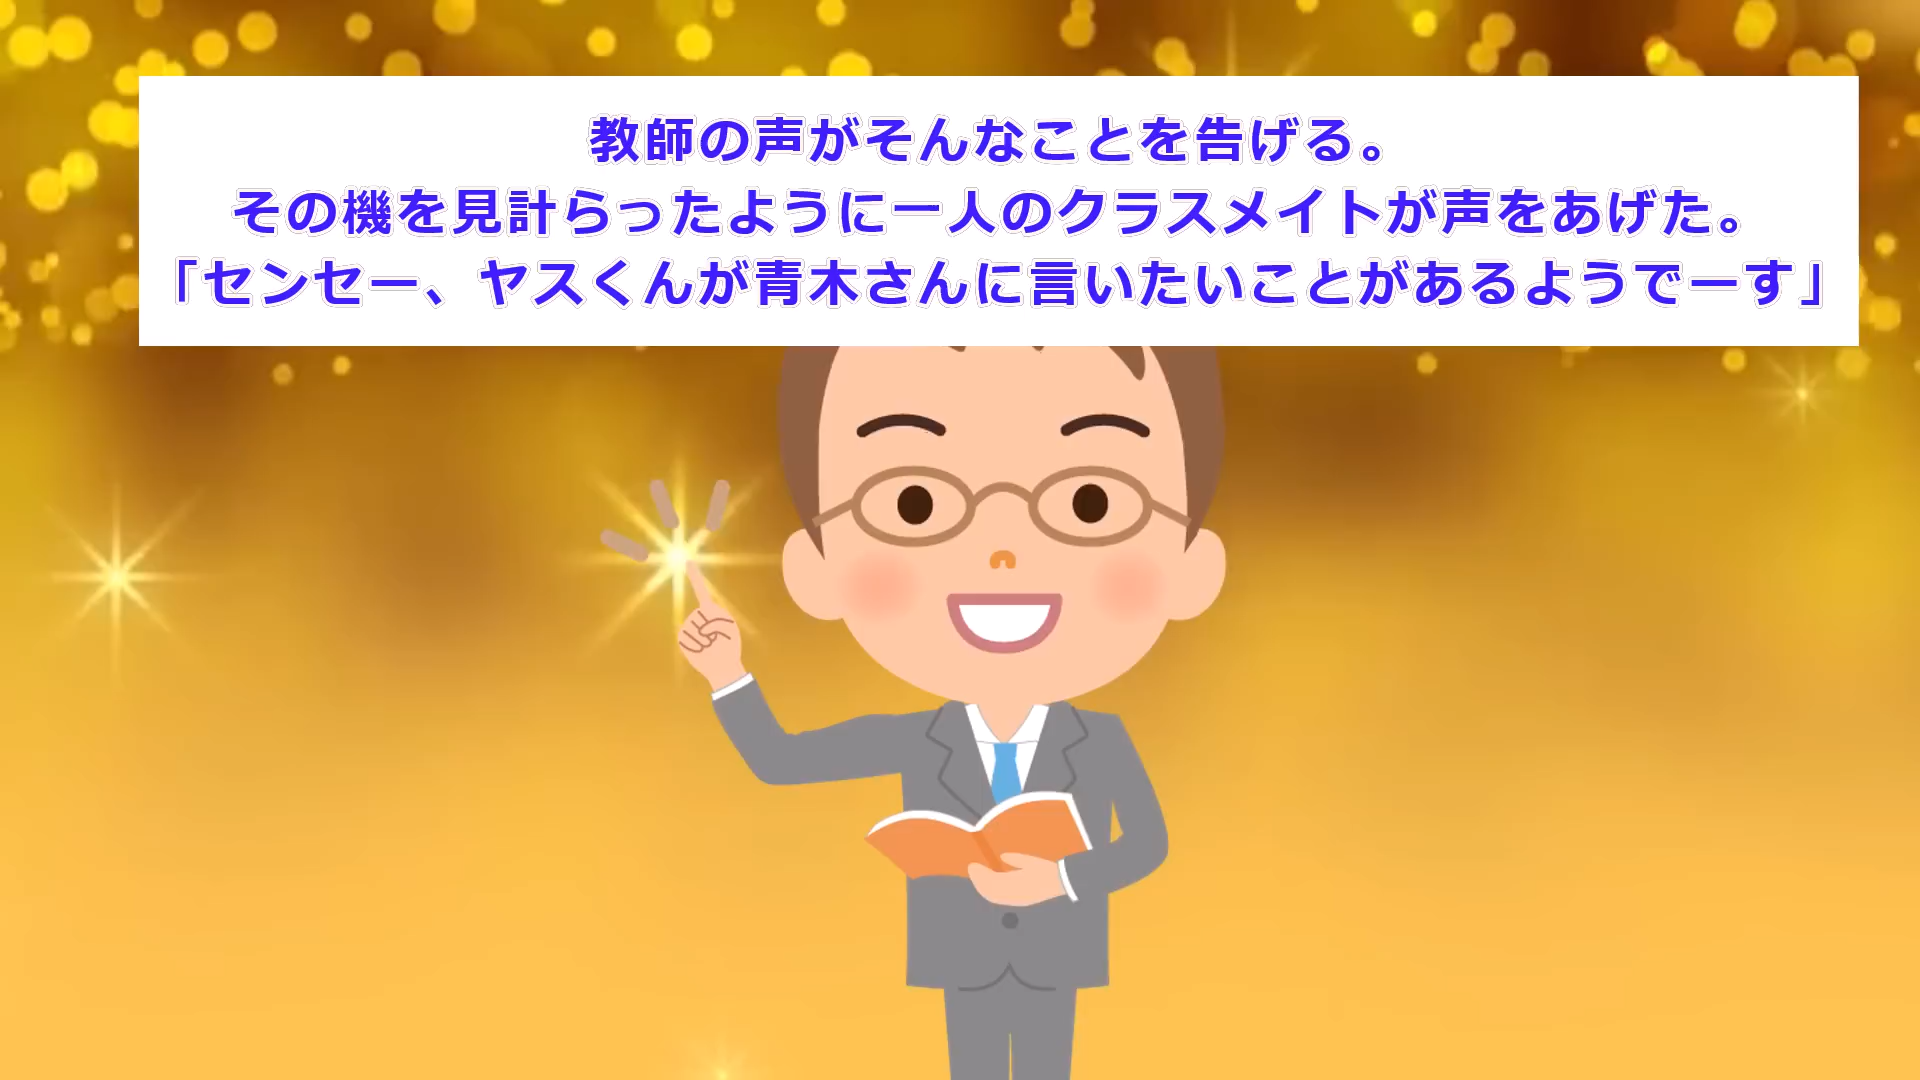 教師の声がそんなことを告げる。
その機を見計らったように一人のクラスメイトが声をあげた。
「センセー、ヤスくんが青木さんに言いたいことがあるようでーす」